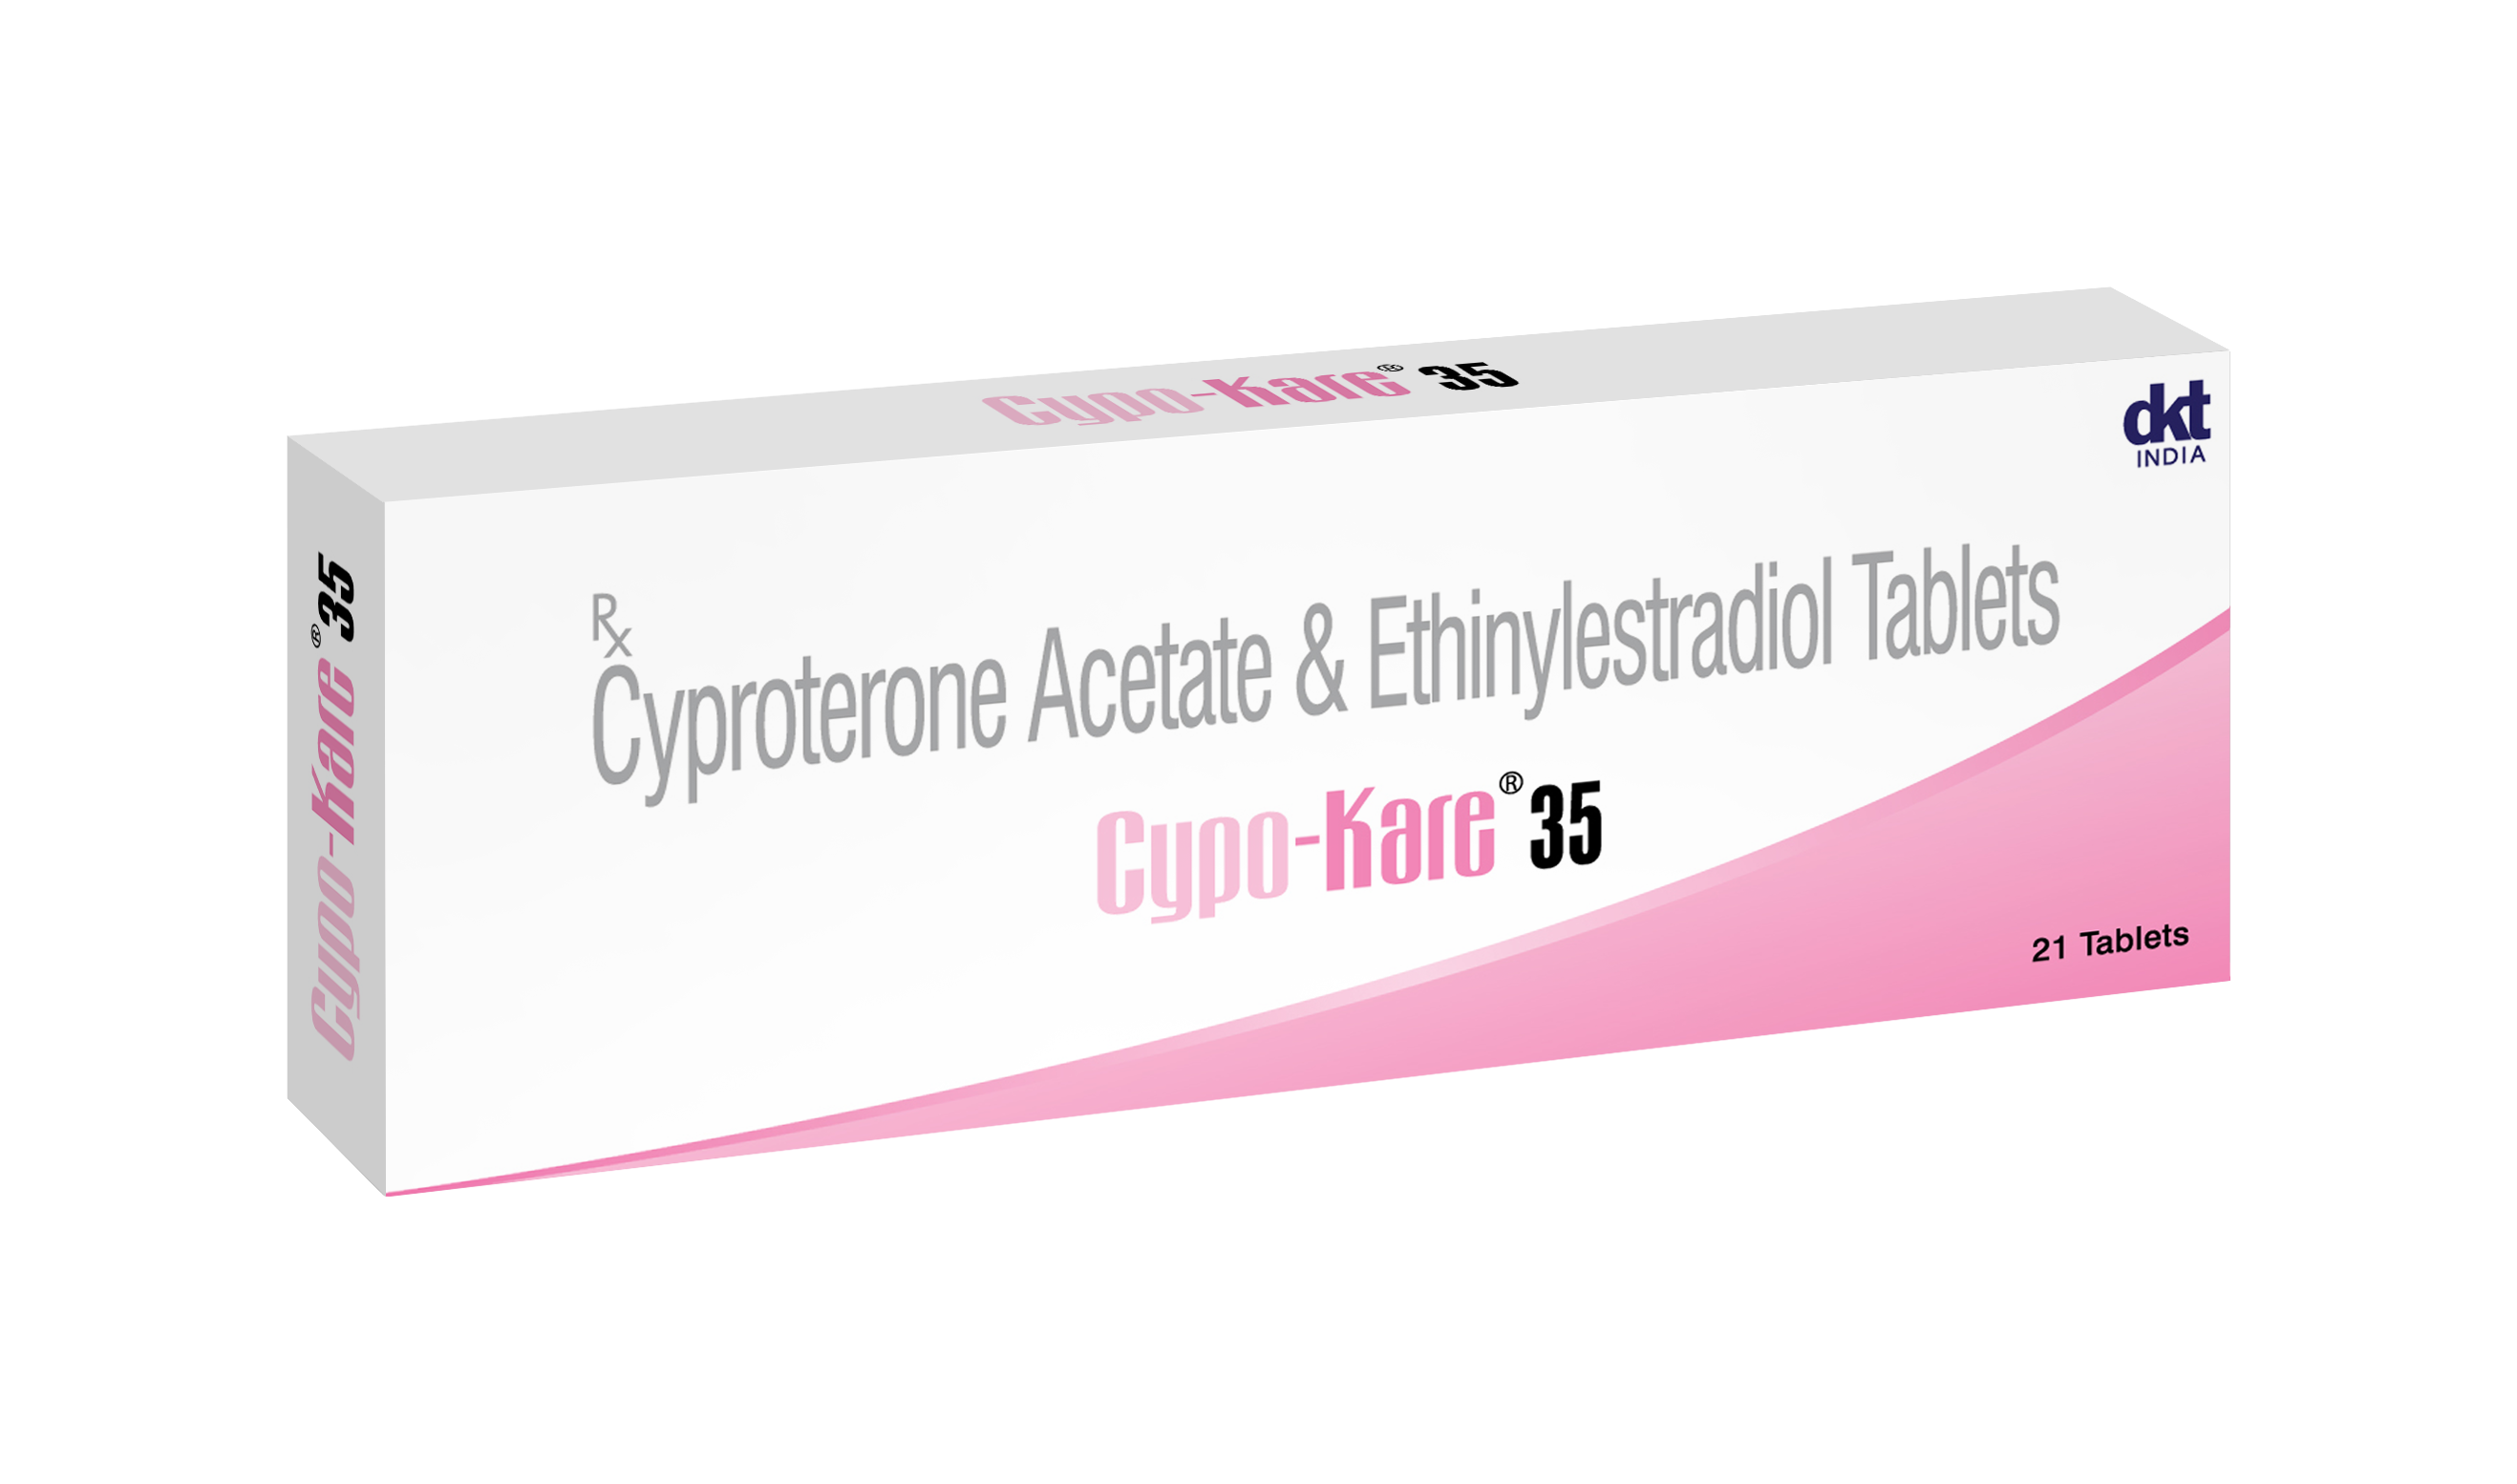 Cypo-Kare® 35
dkt
INDIA
Rx
Cyproterone Acetate & Ethinylestradiol Tablets
Cypo-Kare® 35
21 Tablets
Cypo-Kare® 35